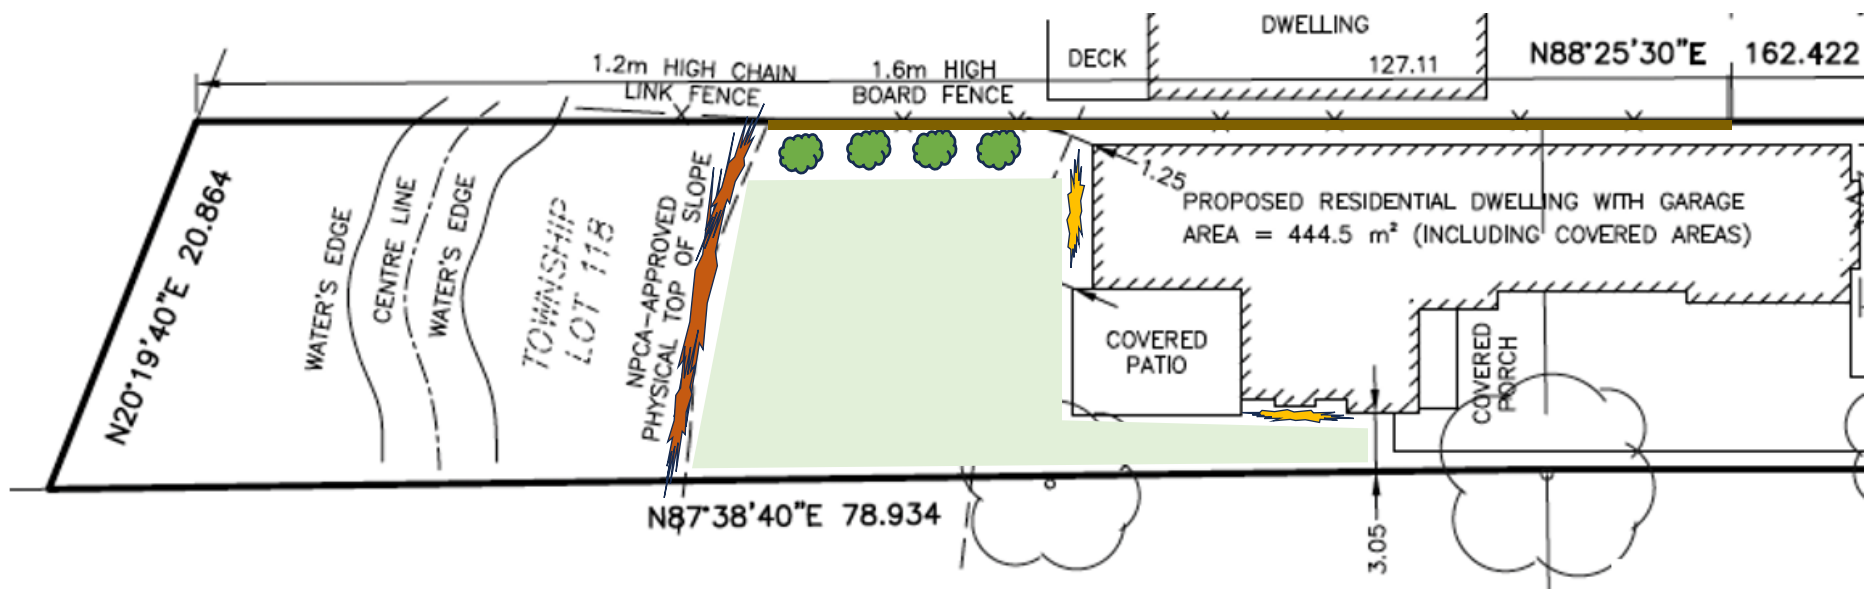 DWELLING
DECK
127.11
N88°25'30"E 162.422
1.2m HIGH CHAIN
LINK FENCE
1.6m HIGH
BOARD FENCE
1.25
N20°19'40"E 20.864
WATER'S EDGE
CENTRE LINE
WATER'S EDGE
TOWNSHIP
LOT 118
NPCA-APPROVED
PHYSICAL TOP OF SLOPE
PROPOSED RESIDENTIAL DWELLING WITH GARAGE
AREA = 444.5 m² (INCLUDING COVERED AREAS)
COVERED
PATIO
COVERED
PORCH
N87°38'40"E 78.934
3.05